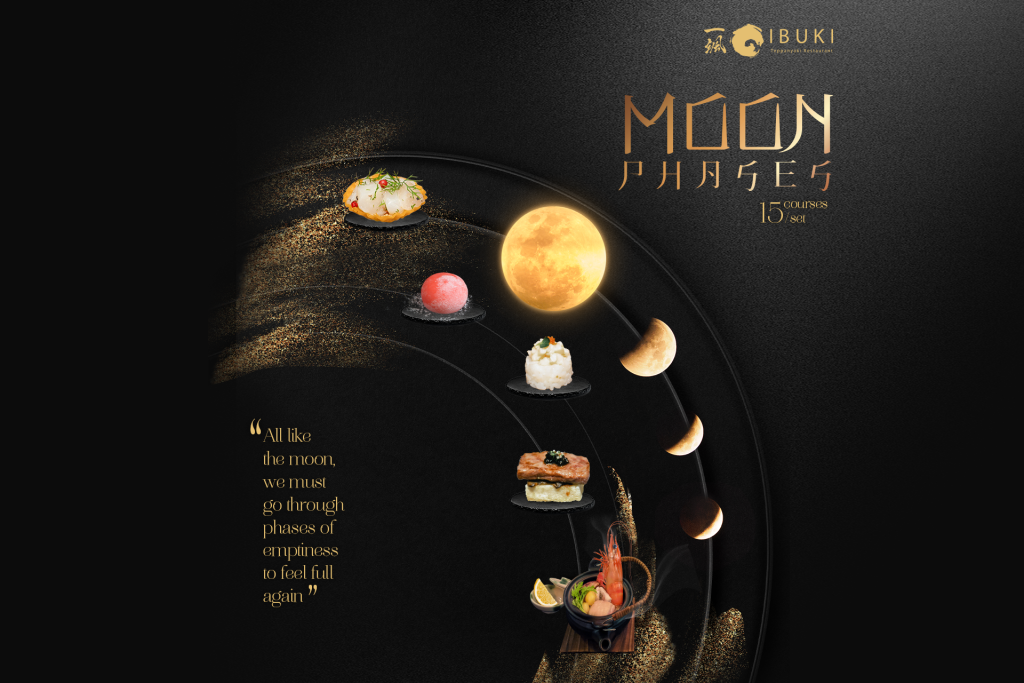 一颯 IBUKI
Teppanyaki Restaurant
MOON
PHASES
15 courses
/set
“All like
the moon,
we must
go through
phases of
emptiness
to feel full
again”